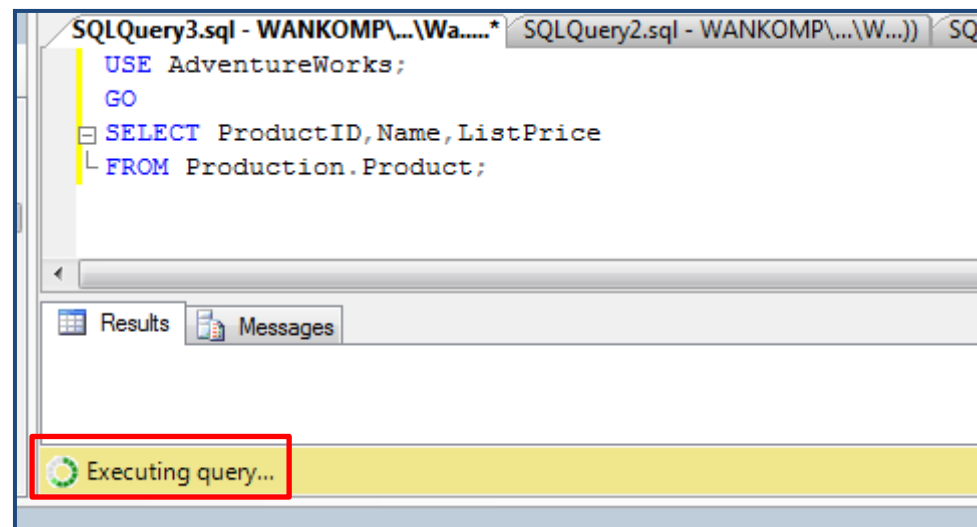 SQLQuery3.sql - WANKOMP\...\Wa.....* SQLQuery2.sql - WANKOMP\...\W...)) SQ
USE AdventureWorks;
GO
SELECT ProductID,Name,ListPrice
FROM Production.Product;
Results Messages
Executing query...